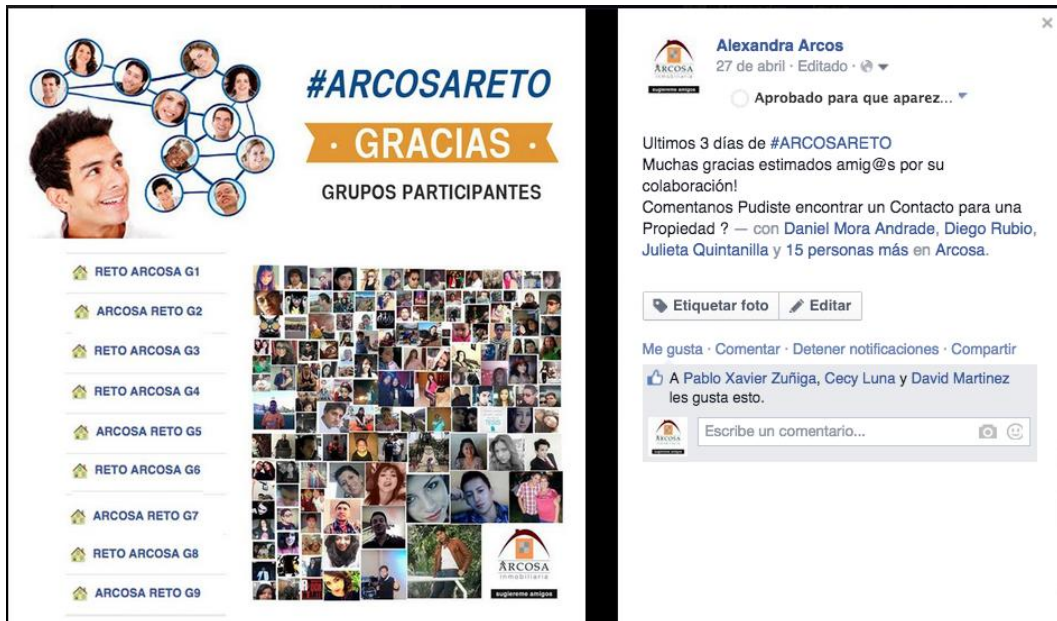 #ARCOSARETO
· GRACIAS ·
GRUPOS PARTICIPANTES
RETO ARCOSA G1
ARCOSA RETO G2
RETO ARCOSA G3
RETO ARCOSA G4
ARCOSA RETO G5
RETO ARCOSA G6
ARCOSA RETO G7
RETO ARCOSA G8
ARCOSA RETO G9
ARCOSA
inmobiliaria
sugiereme amigos
ARCOSA
inmobiliaria
sugiereme amigos
Alexandra Arcos
27 de abril · Editado ·
Aprobado para que aparez...
Ultimos 3 días de #ARCOSARETO
Muchas gracias estimados amig@s por su
colaboración!
Comentanos Pudiste encontrar un Contacto para una
Propiedad ? — con Daniel Mora Andrade, Diego Rubio,
Julieta Quintanilla y 15 personas más en Arcosa.
Etiquetar foto Editar
Me gusta · Comentar · Detener notificaciones · Compartir
A Pablo Xavier Zuñiga, Cecy Luna y David Martinez
les gusta esto.
ARCOSA
Escribe un comentario...